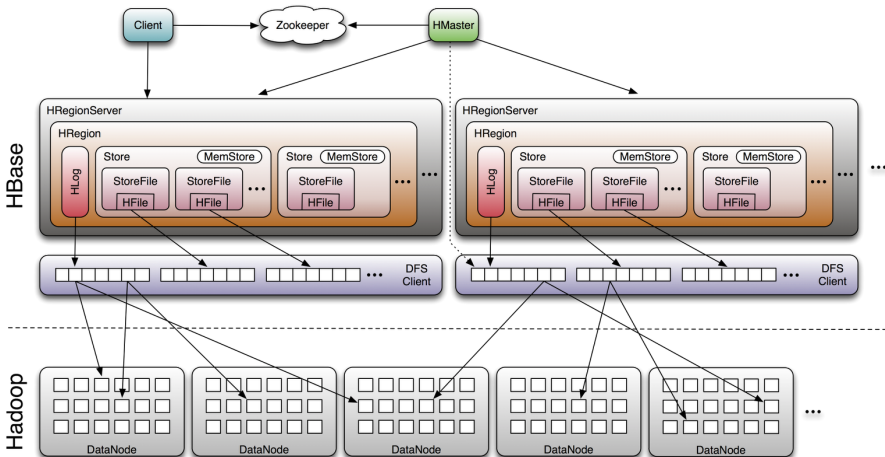 Client
Zookeeper
HMaster
HBase
HRegionServer
HRegion
HLog
Store
MemStore
StoreFile
HFile
StoreFile
HFile
...
Store
MemStore
StoreFile
HFile
...
...
DFS
Client
...
HRegionServer
HRegion
HLog
Store
MemStore
StoreFile
HFile
StoreFile
HFile
...
Store
MemStore
StoreFile
HFile
...
...
...
DFS
Client
...
Hadoop
DataNode
DataNode
DataNode
DataNode
DataNode
...